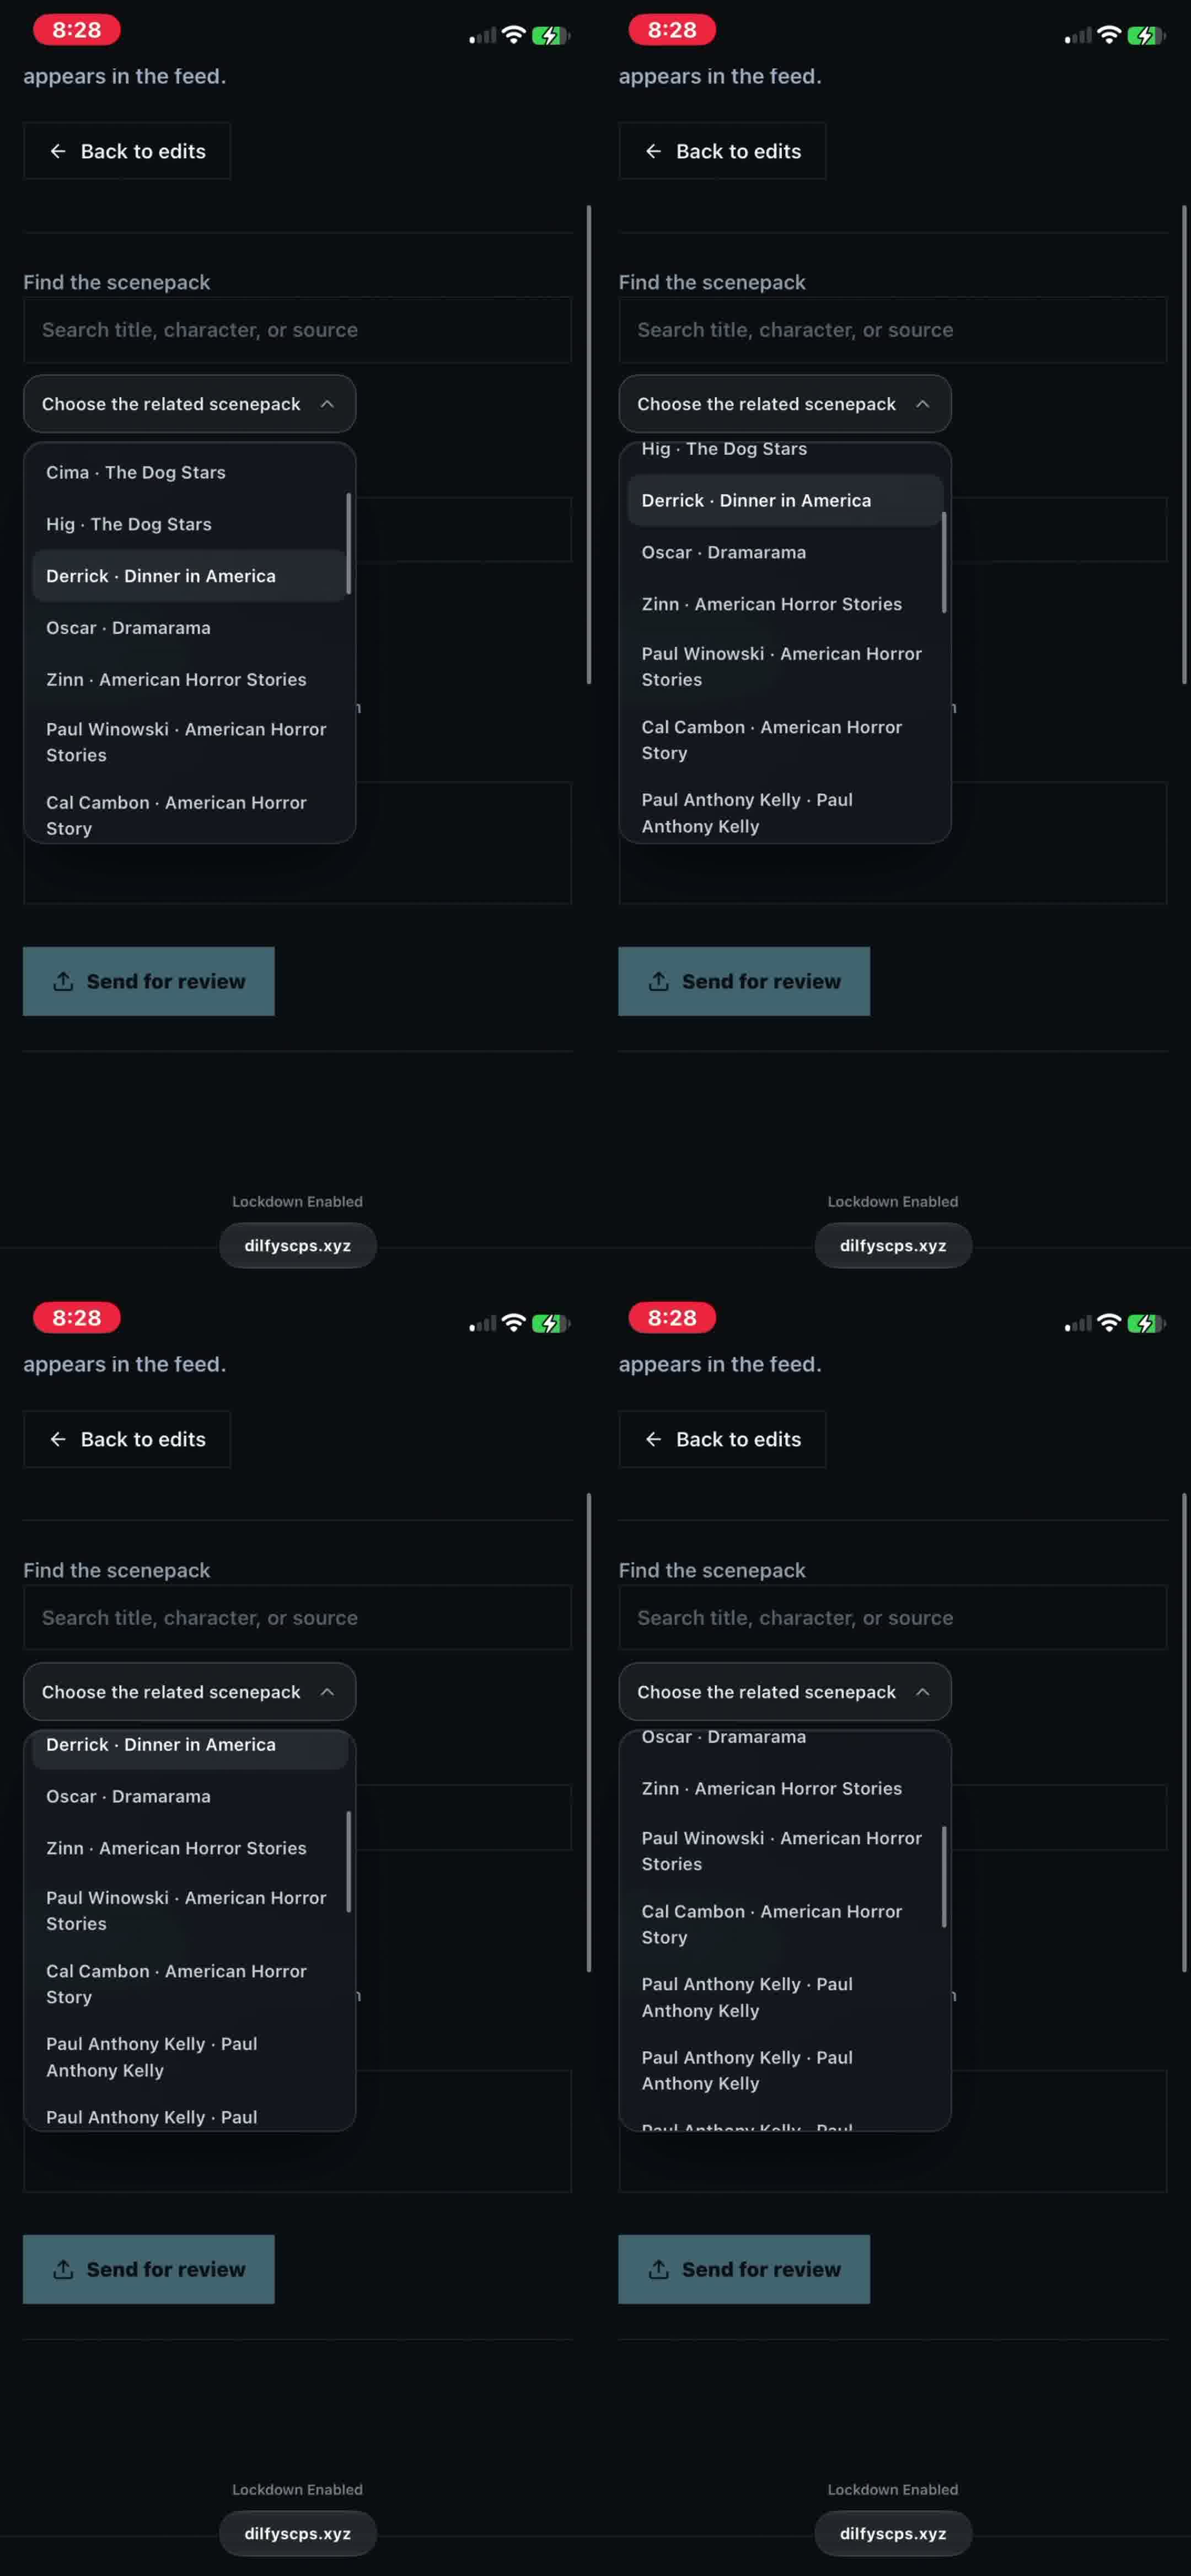 8:28
appears in the feed.
Back to edits
Find the scenepack
Search title, character, or source
Choose the related scenepack
Cima · The Dog Stars
Hig · The Dog Stars
Derrick · Dinner in America
Oscar · Dramarama
Zinn · American Horror Stories
Paul Winowski · American Horror
Stories
Cal Cambon · American Horror
Story
Send for review
Lockdown Enabled
dilfyscps.xyz
8:28
appears in the feed.
Back to edits
Find the scenepack
Search title, character, or source
Choose the related scenepack
Hig · The Dog Stars
Derrick · Dinner in America
Oscar · Dramarama
Zinn · American Horror Stories
Paul Winowski · American Horror
Stories
Cal Cambon · American Horror
Story
Paul Anthony Kelly · Paul
Anthony Kelly
Send for review
Lockdown Enabled
dilfyscps.xyz
8:28
appears in the feed.
Back to edits
Find the scenepack
Search title, character, or source
Choose the related scenepack
Derrick · Dinner in America
Oscar · Dramarama
Zinn · American Horror Stories
Paul Winowski · American Horror
Stories
Cal Cambon · American Horror
Story
Paul Anthony Kelly · Paul
Anthony Kelly
Paul Anthony Kelly · Paul
Send for review
Lockdown Enabled
dilfyscps.xyz
8:28
appears in the feed.
Back to edits
Find the scenepack
Search title, character, or source
Choose the related scenepack
Oscar · Dramarama
Zinn · American Horror Stories
Paul Winowski · American Horror
Stories
Cal Cambon · American Horror
Story
Paul Anthony Kelly · Paul
Anthony Kelly
Paul Anthony Kelly · Paul
Anthony Kelly
Paul Anthony Kelly · Paul
Send for review
Lockdown Enabled
dilfyscps.xyz